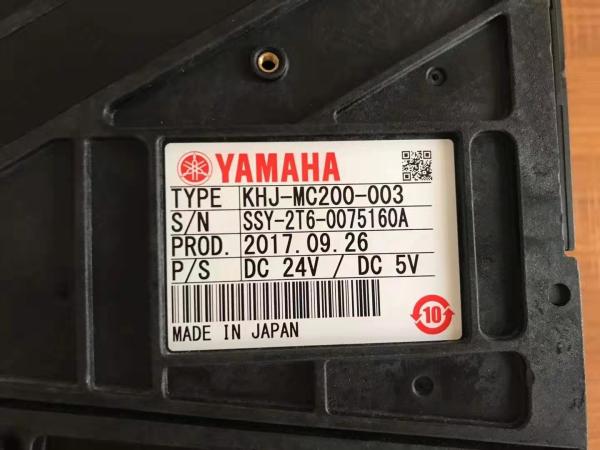 YAMAHA
TYPE KHJ-MC200-003
S/N SSY-2T6-0075160A
PROD. 2017.09.26
P/S DC 24V / DC 5V
MADE IN JAPAN
10